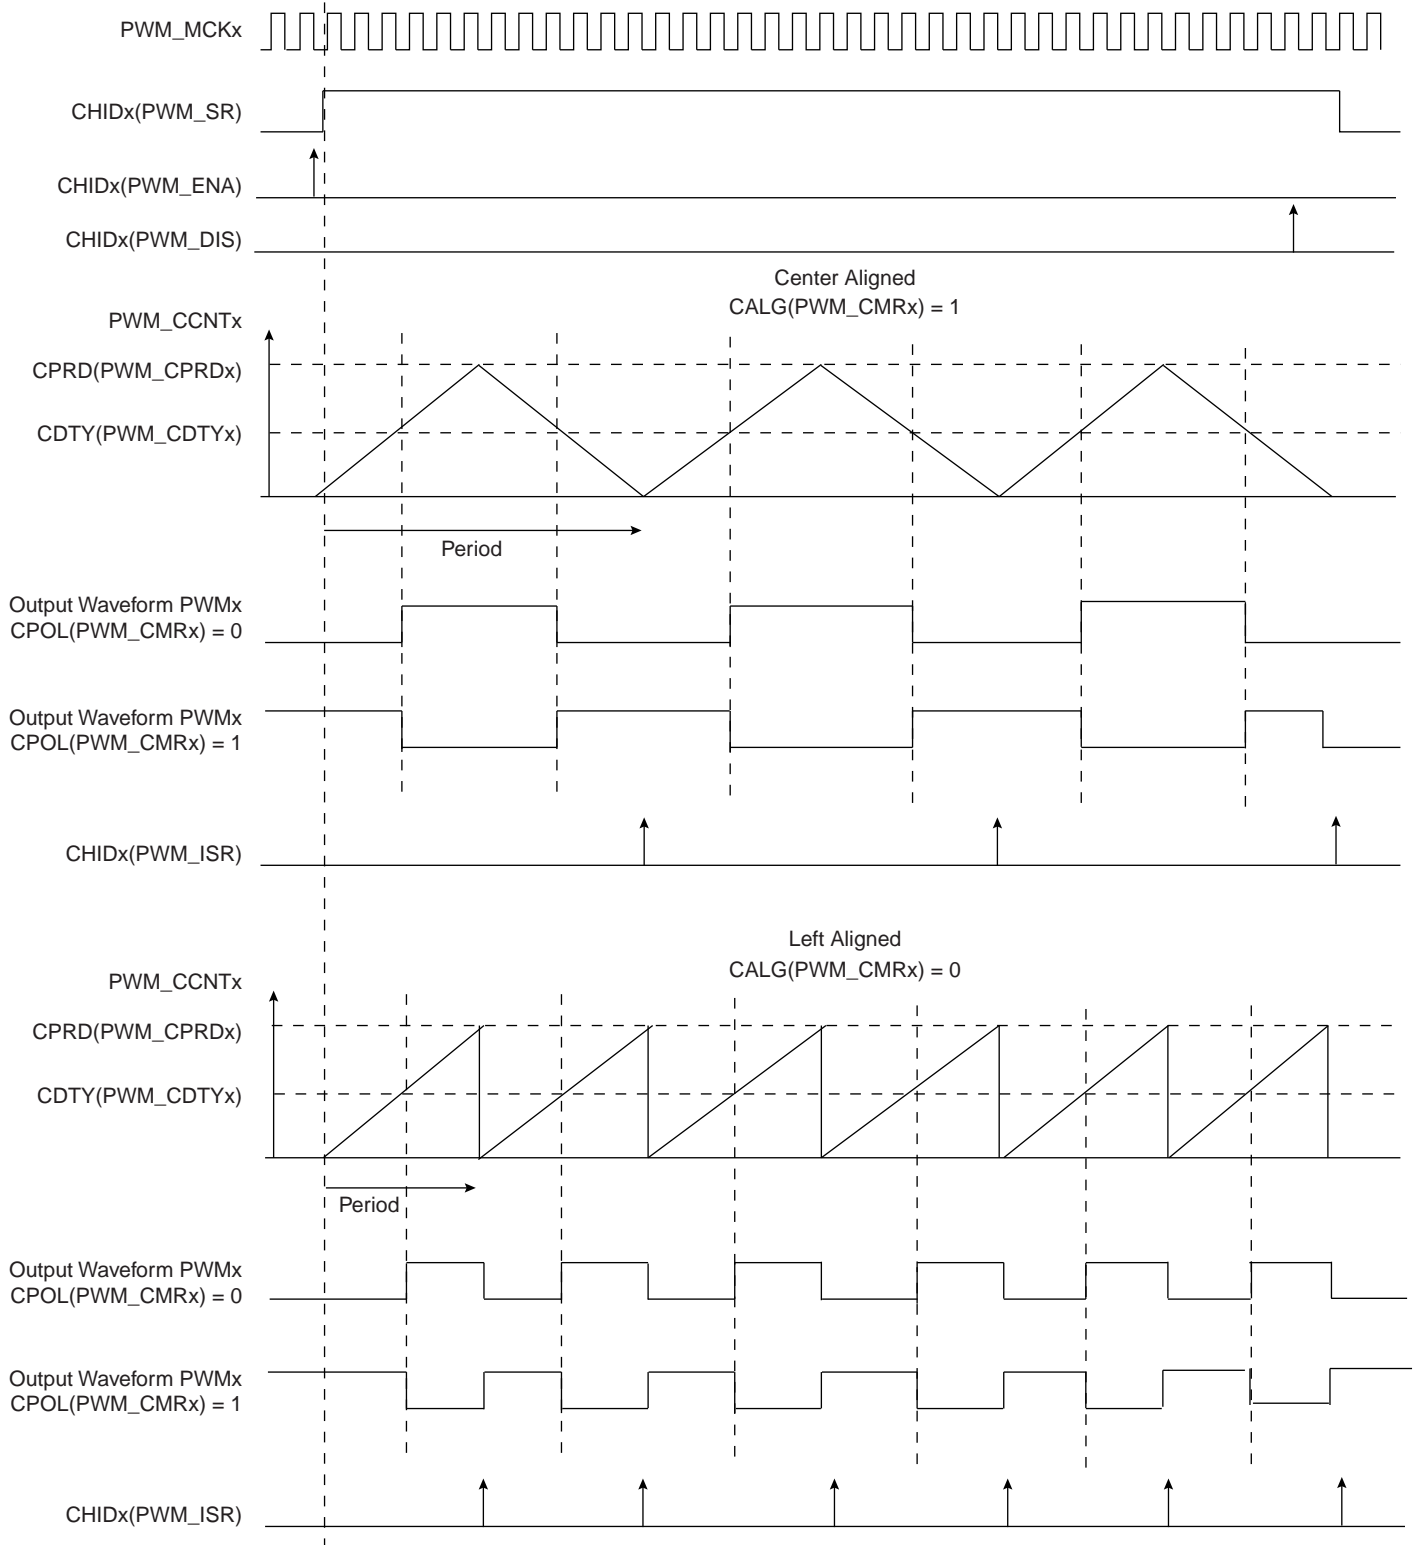 PWM_MCKx
CHIDx(PWM_SR)
CHIDx(PWM_ENA)
CHIDx(PWM_DIS)
Center Aligned
CALG(PWM_CMRx) = 1
PWM_CCNTx
CPRD(PWM_CPRDx)
CDTY(PWM_CDTYx)
Period
Output Waveform PWMx
CPOL(PWM_CMRx) = 0
Output Waveform PWMx
CPOL(PWM_CMRx) = 1
CHIDx(PWM_ISR)
Left Aligned
CALG(PWM_CMRx) = 0
PWM_CCNTx
CPRD(PWM_CPRDx)
CDTY(PWM_CDTYx)
Period
Output Waveform PWMx
CPOL(PWM_CMRx) = 0
Output Waveform PWMx
CPOL(PWM_CMRx) = 1
CHIDx(PWM_ISR)